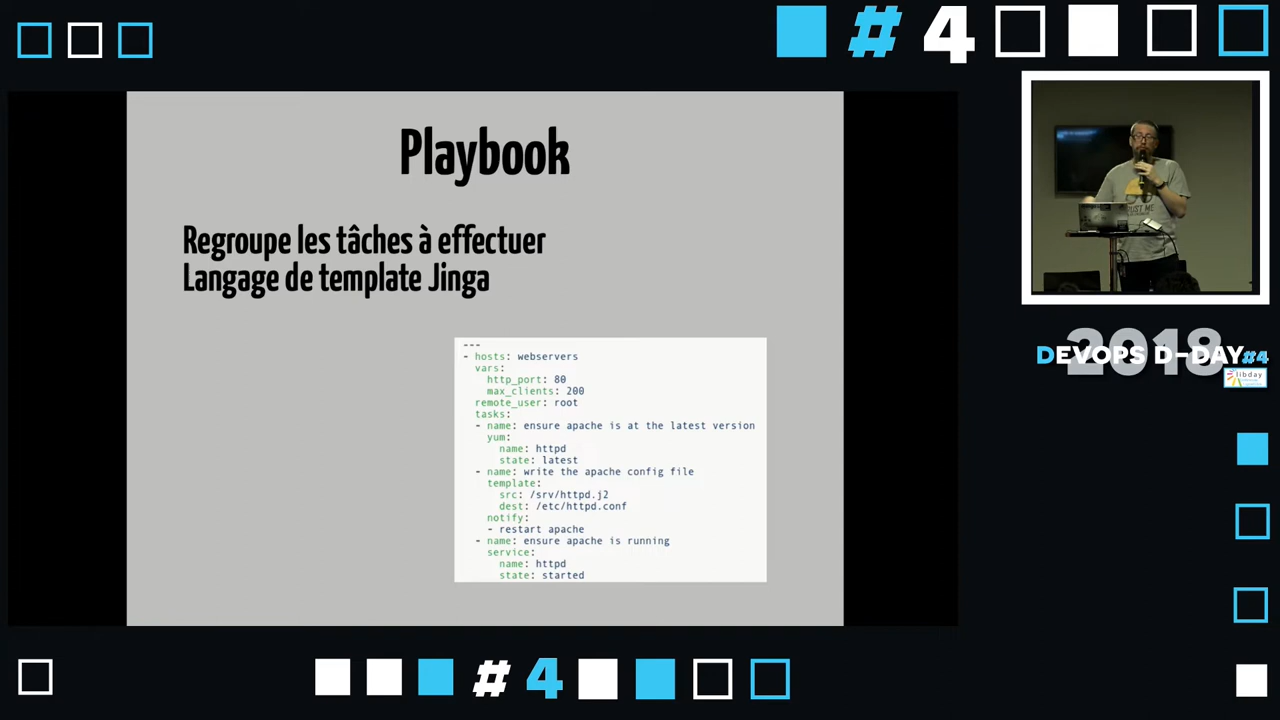 #4
Playbook
Regroupe les tâches à effectuer
Langage de template Jinga
---
- hosts: webservers
vars:
http_port: 80
max_clients: 200
remote_user: root
tasks:
- name: ensure apache is at the latest version
yum:
name: httpd
state: latest
- name: write the apache config file
template:
src: /srv/httpd.j2
dest: /etc/httpd.conf
notify:
- restart apache
- name: ensure apache is running
service:
name: httpd
state: started
2018
DEVOPS D-DAY#4
libday
#4